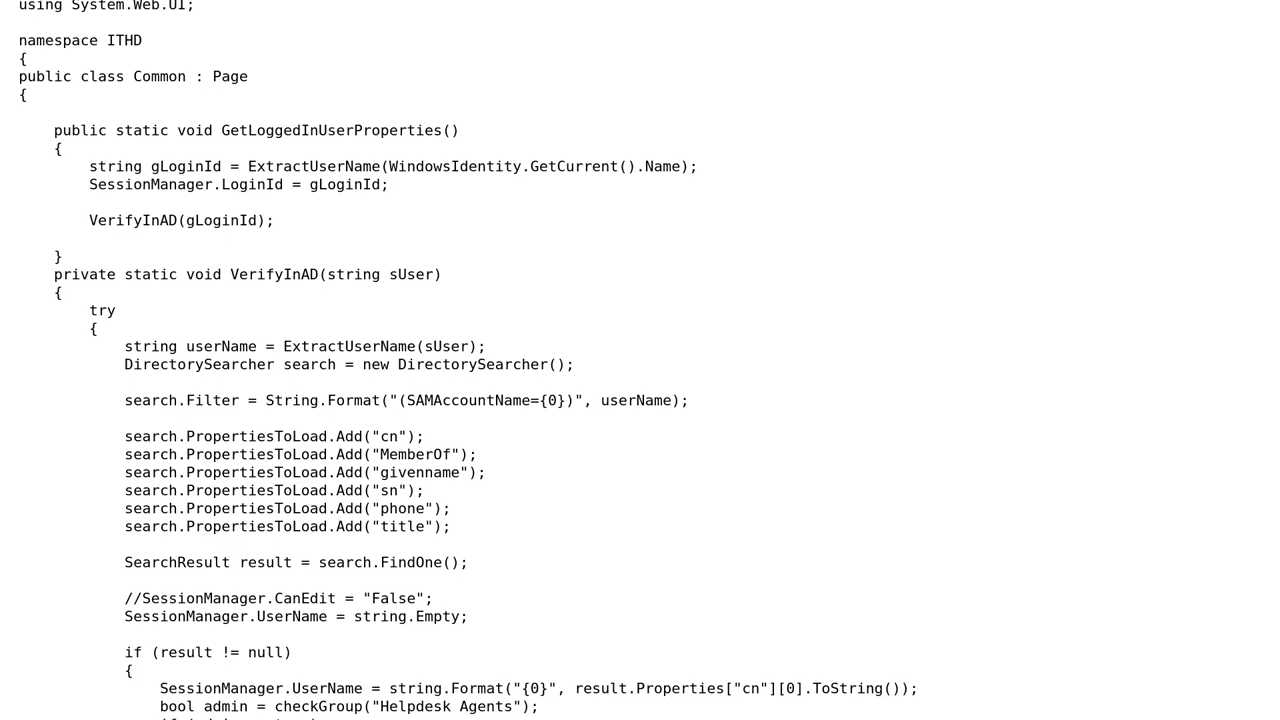 using System.Web.UI;
namespace ITHD
{
public class Common : Page
{
public static void GetLoggedInUserProperties()
{
string gLoginId = ExtractUserName(WindowsIdentity.GetCurrent().Name);
SessionManager.LoginId = gLoginId;
VerifyInAD(gLoginId);
}
private static void VerifyInAD(string sUser)
{
try
{
string userName = ExtractUserName(sUser);
DirectorySearcher search = new DirectorySearcher();
search.Filter = String.Format("(SAMAccountName={0})", userName);
search.PropertiesToLoad.Add("cn");
search.PropertiesToLoad.Add("MemberOf");
search.PropertiesToLoad.Add("givenname");
search.PropertiesToLoad.Add("sn");
search.PropertiesToLoad.Add("phone");
search.PropertiesToLoad.Add("title");
SearchResult result = search.FindOne();
//SessionManager.CanEdit = "False";
SessionManager.UserName = string.Empty;
if (result != null)
{
SessionManager.UserName = string.Format("{0}", result.Properties["cn"][0].ToString());
bool admin = checkGroup("Helpdesk Agents");